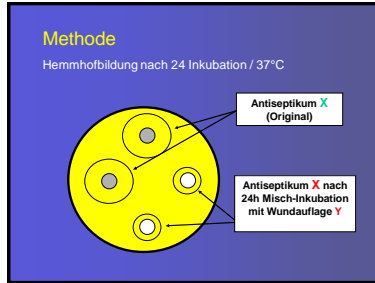 Methode
Hemmhofbildung nach 24 Inkubation / 37°C
Antiseptikum X
(Original)
Antiseptikum X nach
24h Misch-Inkubation
mit Wundauflage Y